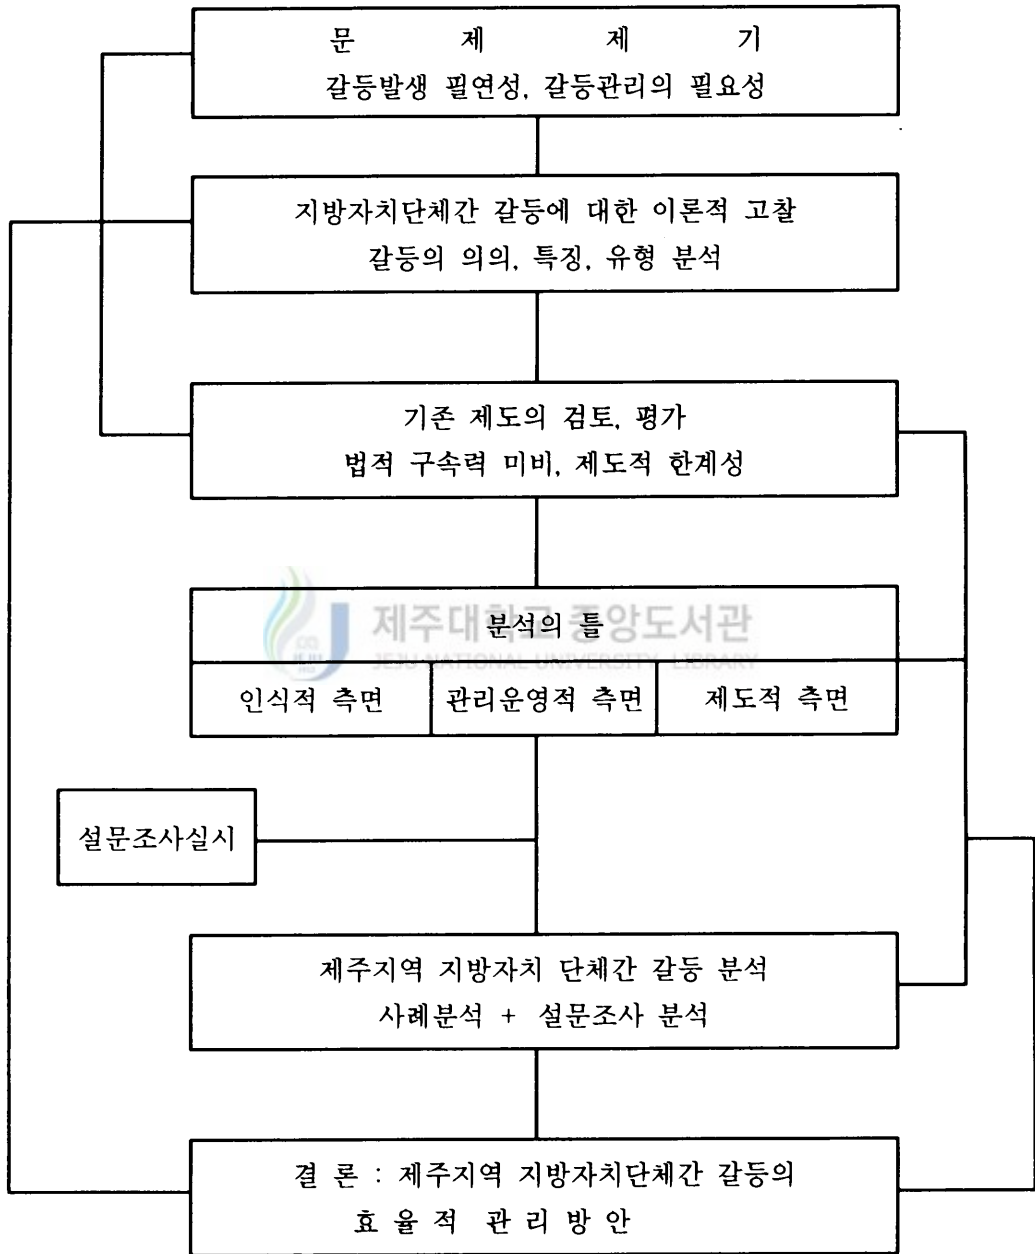 문 제 제 기
갈등발생 필연성, 갈등관리의 필요성
지방자치단체간 갈등에 대한 이론적 고찰
갈등의 의의, 특징, 유형 분석
기존 제도의 검토, 평가
법적 구속력 미비, 제도적 한계성
제주대학교 중앙도서관
JEJU NATIONAL UNIVERSITY LIBRARY
분석의 틀
인식적 측면 관리운영적 측면 제도적 측면
설문조사실시
제주지역 지방자치 단체간 갈등 분석
사례분석 + 설문조사 분석
결 론 : 제주지역 지방자치단체간 갈등의
효 율 적 관 리 방 안